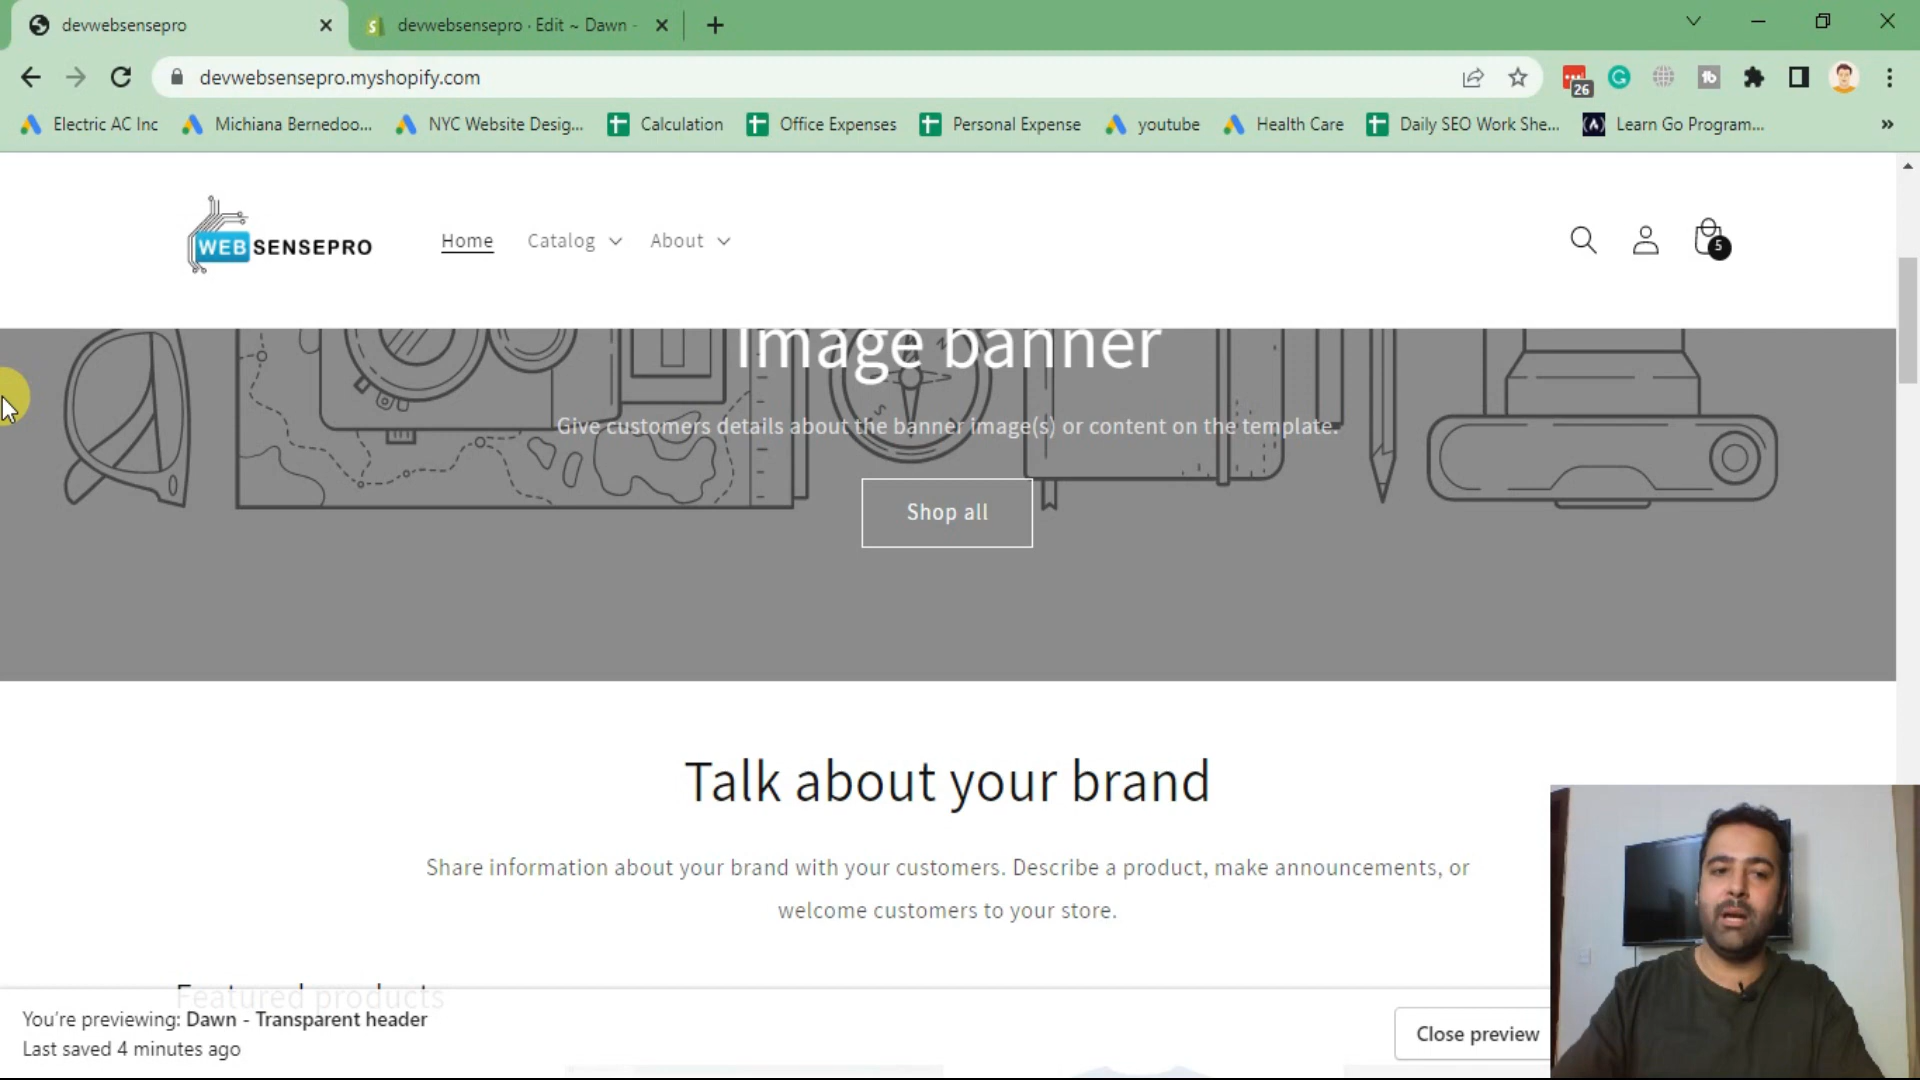 devwebsensepro
devwebsensepro · Edit ~ Dawn -
devwebsensepro.myshopify.com
26
Electric AC Inc
Michiana Bernedoo...
NYC Website Desig...
Calculation
Office Expenses
Personal Expense
youtube
Health Care
Daily SEO Work She...
Learn Go Program...
WEBSENSEPRO
Home
Catalog
About
5
Image banner
Give customers details about the banner image(s) or content on the template.
Shop all
Talk about your brand
Share information about your brand with your customers. Describe a product, make announcements, or
welcome customers to your store.
Featured products
You're previewing: Dawn - Transparent header
Last saved 4 minutes ago
Close preview